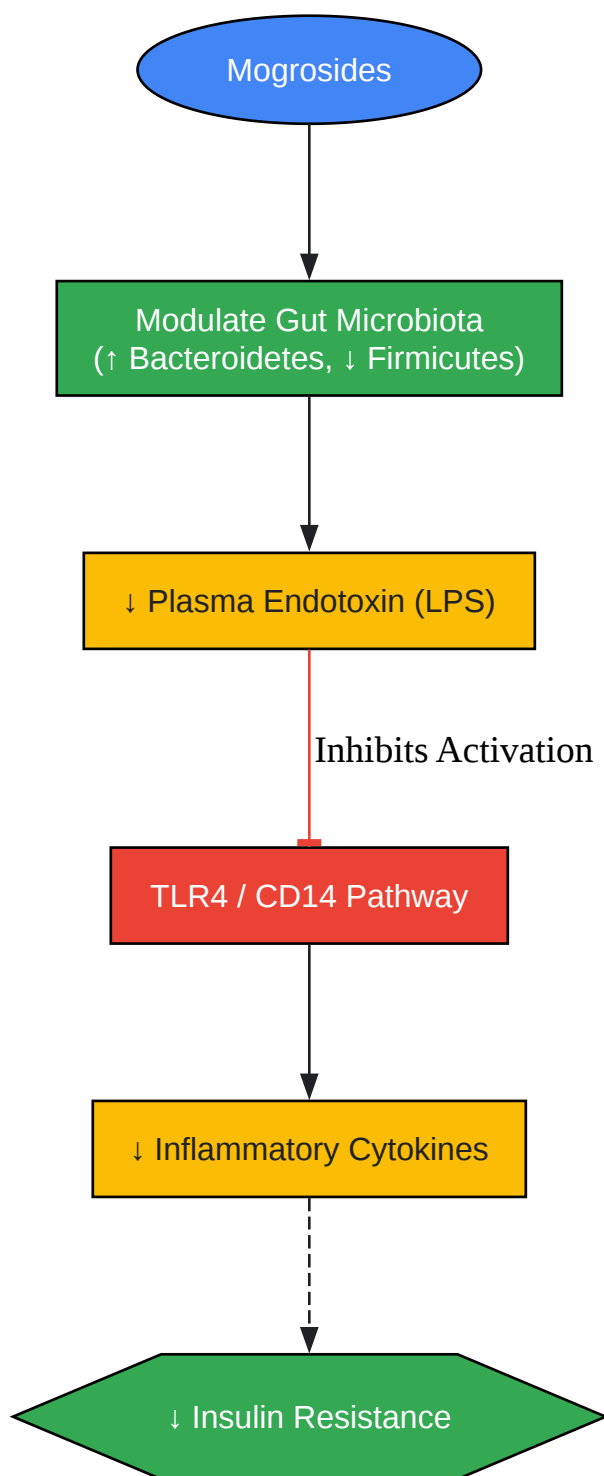 Mogrosides
Modulate Gut Microbiota
(↑ Bacteroidetes, ↓ Firmicutes)
↓ Plasma Endotoxin (LPS)
Inhibits Activation
TLR4 / CD14 Pathway
↓ Inflammatory Cytokines
↓ Insulin Resistance